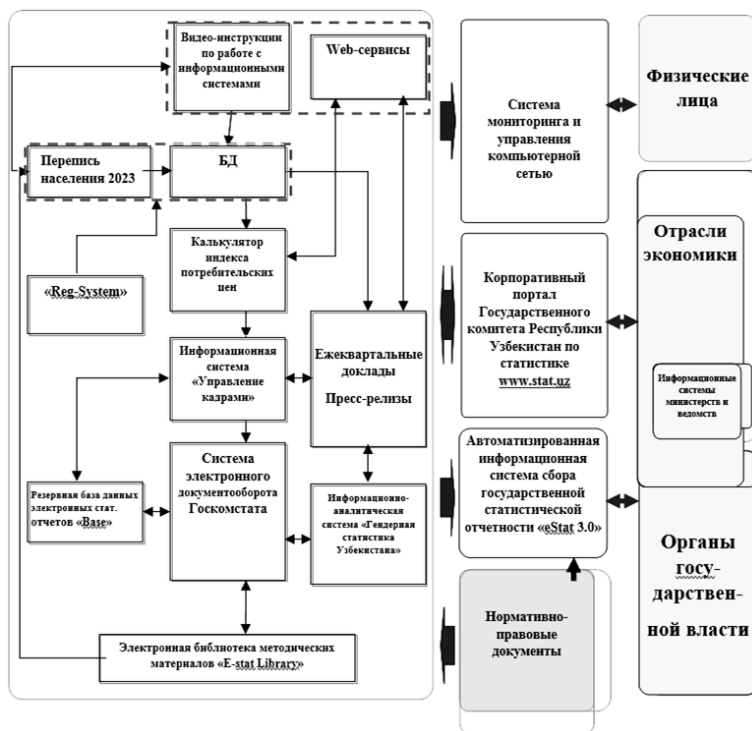 Видео-инструкции
по работе с
информационными
системами
Web-сервисы
Перепись
населения 2023
БД
«Reg-System»
Калькулятор
индекса
потребительских
цен
Информационная
система
«Управление
кадрами»
Ежеквартальные
доклады
Пресс-релизы
Резервная база данных
электронных стат.
отчетов «Base»
Система
электронного
документооборота
Госкомстата
Информационно-
аналитическая
система «Гендерная
статистика
Узбекистана»
Электронная библиотека методических
материалов «E-stat Library»
Система
мониторинга и
управления
компьютерной
сетью
Корпоративный
портал
Государственного
комитета Республики
Узбекистан по
статистике
www.stat.uz
Автоматизированная
информационная
система сбора
государственной
статистической
отчетности «eStat 3.0»
Нормативно-
правовые
документы
Физические
лица
Отрасли
экономики
Информационные
системы
министерств и
ведомств
Органы
госу-
дарствен-
ной власти